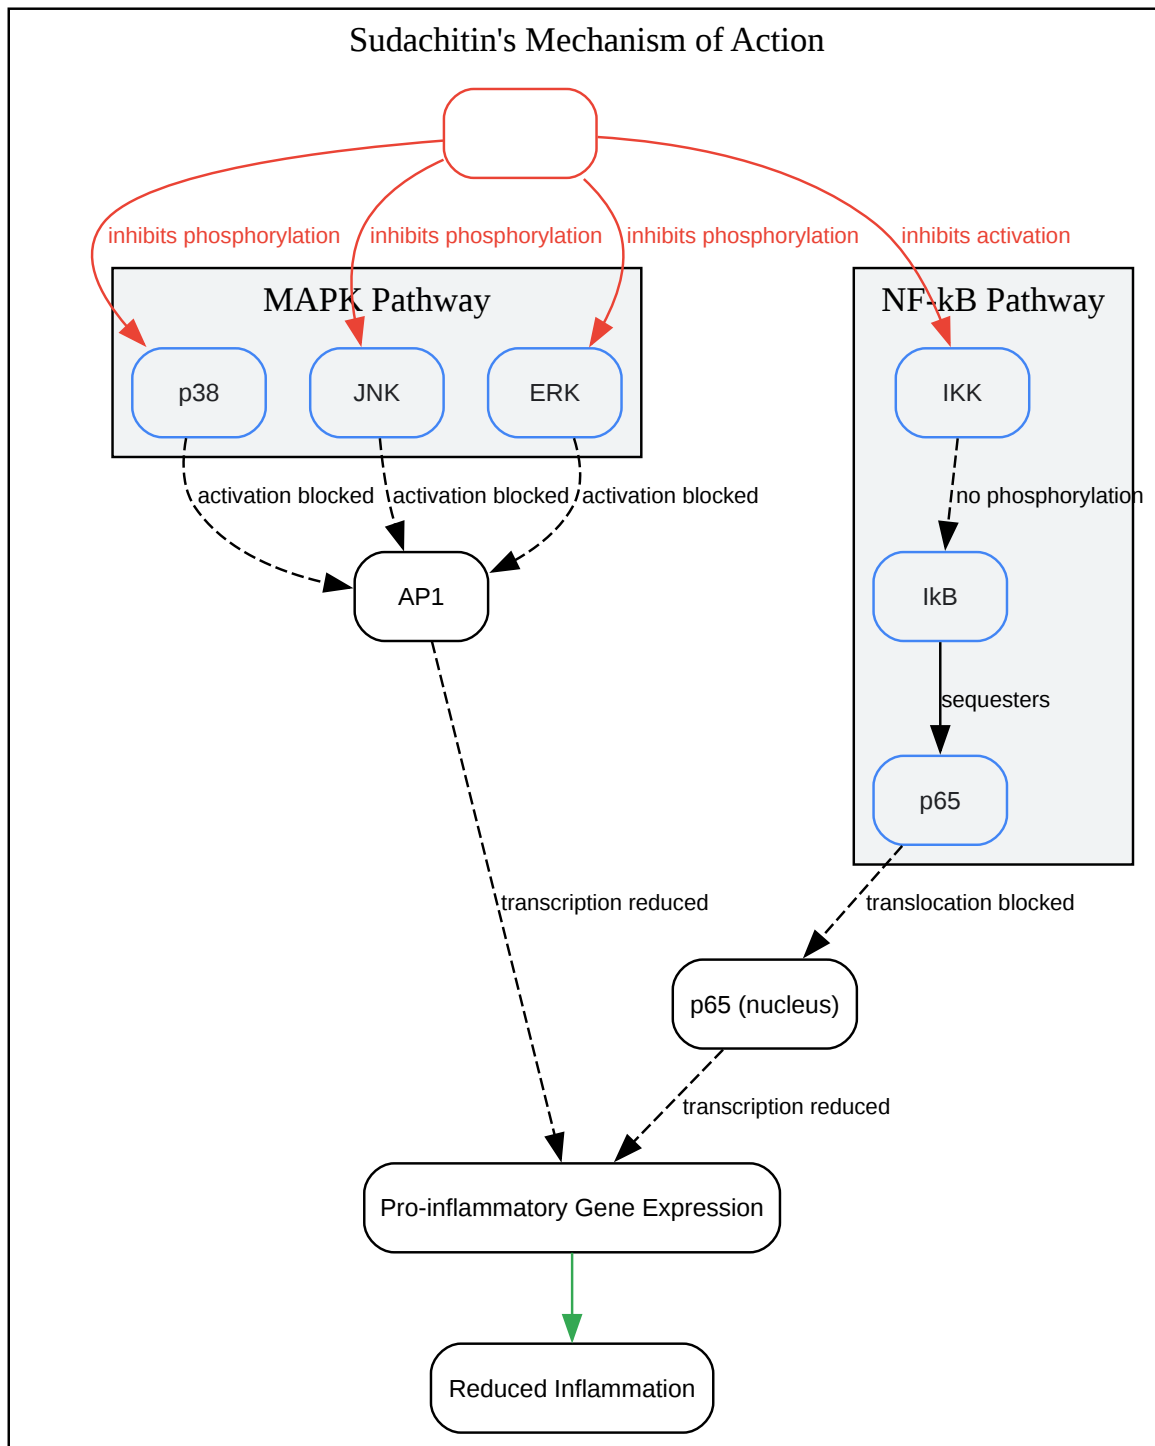 Sudachitin's Mechanism of Action
inhibits phosphorylation
inhibits phosphorylation
inhibits phosphorylation
inhibits activation
MAPK Pathway
NF-kB Pathway
p38
JNK
ERK
IKK
activation blocked
activation blocked
activation blocked
no phosphorylation
AP1
IkB
sequesters
p65
transcription reduced
translocation blocked
p65 (nucleus)
transcription reduced
Pro-inflammatory Gene Expression
Reduced Inflammation